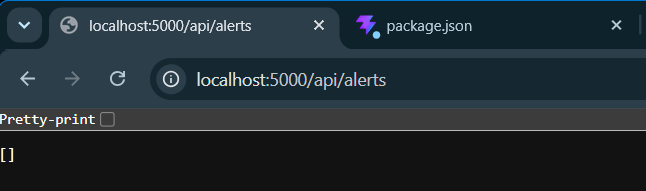 localhost:5000/api/alerts
package.json
localhost:5000/api/alerts
Pretty-print
[]